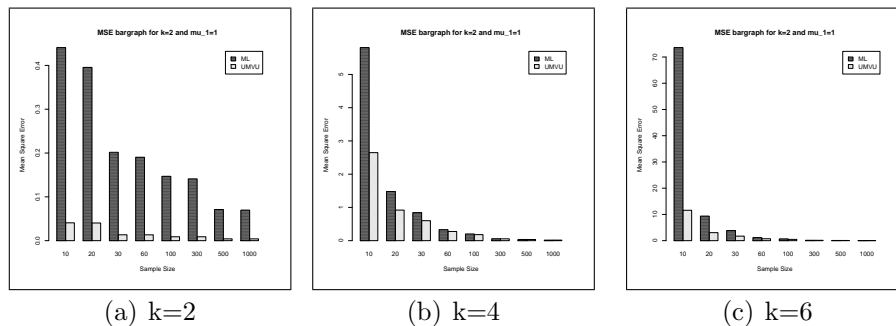 MSE bargraph for k=2 and mu_1=1
ML
UMVU
Mean Square Error
0.4
0.3
0.2
0.1
0.0
10 20 30 60 100 300 500 1000
Sample Size
(a) k=2
MSE bargraph for k=2 and mu_1=1
ML
UMVU
Mean Square Error
5
4
3
2
1
0
10 20 30 60 100 300 500 1000
Sample Size
(b) k=4
MSE bargraph for k=2 and mu_1=1
ML
UMVU
Mean Square Error
70
60
50
40
30
20
10
0
10 20 30 60 100 300 500 1000
Sample Size
(c) k=6